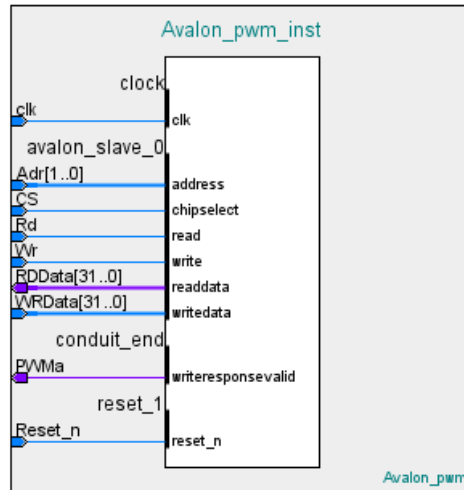 Avalon_pwm_inst
clock
clk clk
avalon_slave_0
Adr[1..0] address
CS chipselect
Rd read
Wr write
RDData[31..0] readdata
WRData[31..0] writedata
conduit_end
PWMa writeresponsevalid
reset_1
Reset_n reset_n
Avalon_pwm